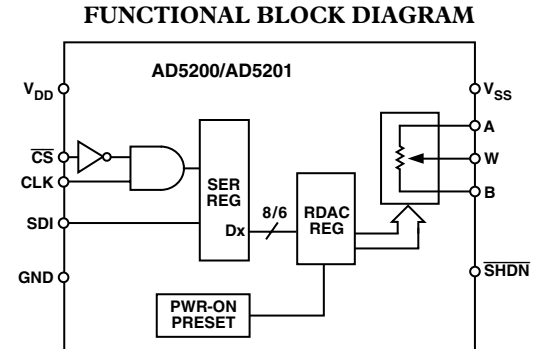 FUNCTIONAL BLOCK DIAGRAM
AD5200/AD5201
VDD
VSS
CS
CLK
SDI
GND
SER
REG
Dx
8/6
RDAC
REG
PWR-ON
PRESET
A
W
B
SHDN